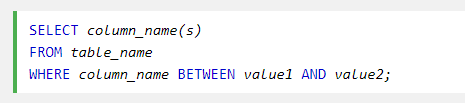 SELECT column_name(s)
FROM table_name
WHERE column_name BETWEEN value1 AND value2;